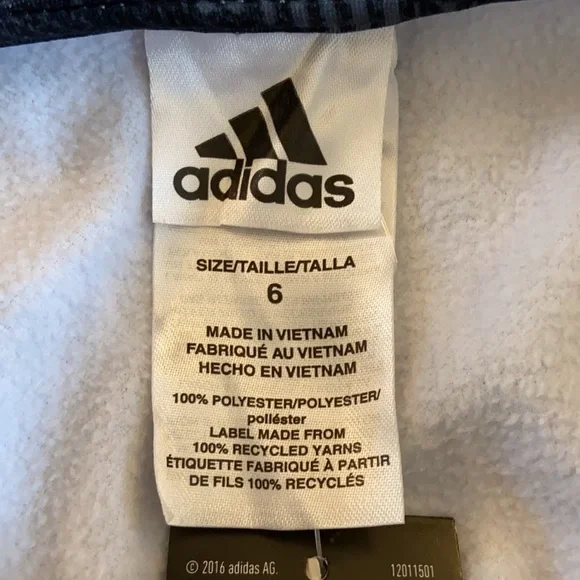 adidas
SIZE/TAILLE/TALLA
6
MADE IN VIETNAM
FABRIQUÉ AU VIETNAM
HECHO EN VIETNAM
100% POLYESTER/POLYESTER/
poliéster
LABEL MADE FROM
100% RECYCLED YARNS
ÉTIQUETTE FABRIQUÉ À PARTIR
DE FILS 100% RECYCLÉS
© 2016 adidas AG. 12011501